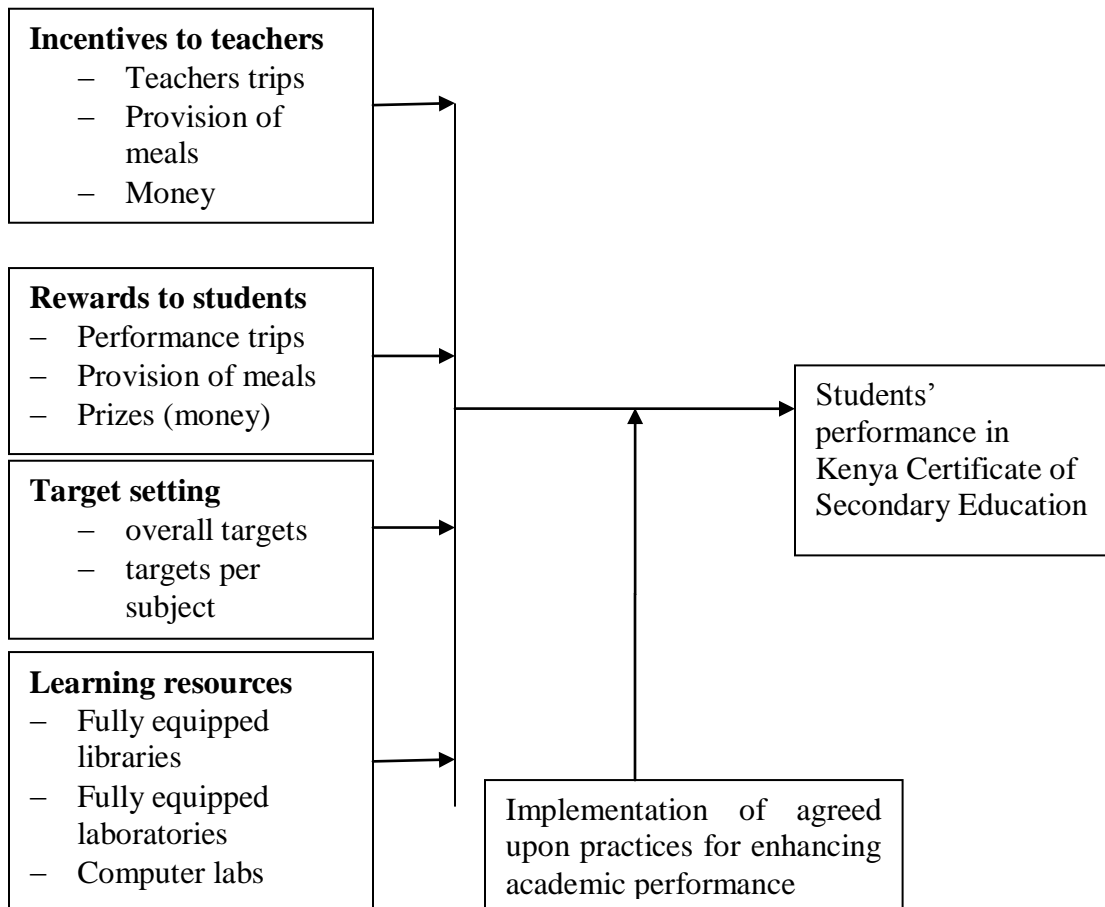 Incentives to teachers
– Teachers trips
– Provision of
meals
– Money
Rewards to students
– Performance trips
– Provision of meals
– Prizes (money)
Target setting
– overall targets
– targets per
subject
Learning resources
– Fully equipped
libraries
– Fully equipped
laboratories
– Computer labs
Students’
performance in
Kenya Certificate of
Secondary Education
Implementation of agreed
upon practices for enhancing
academic performance